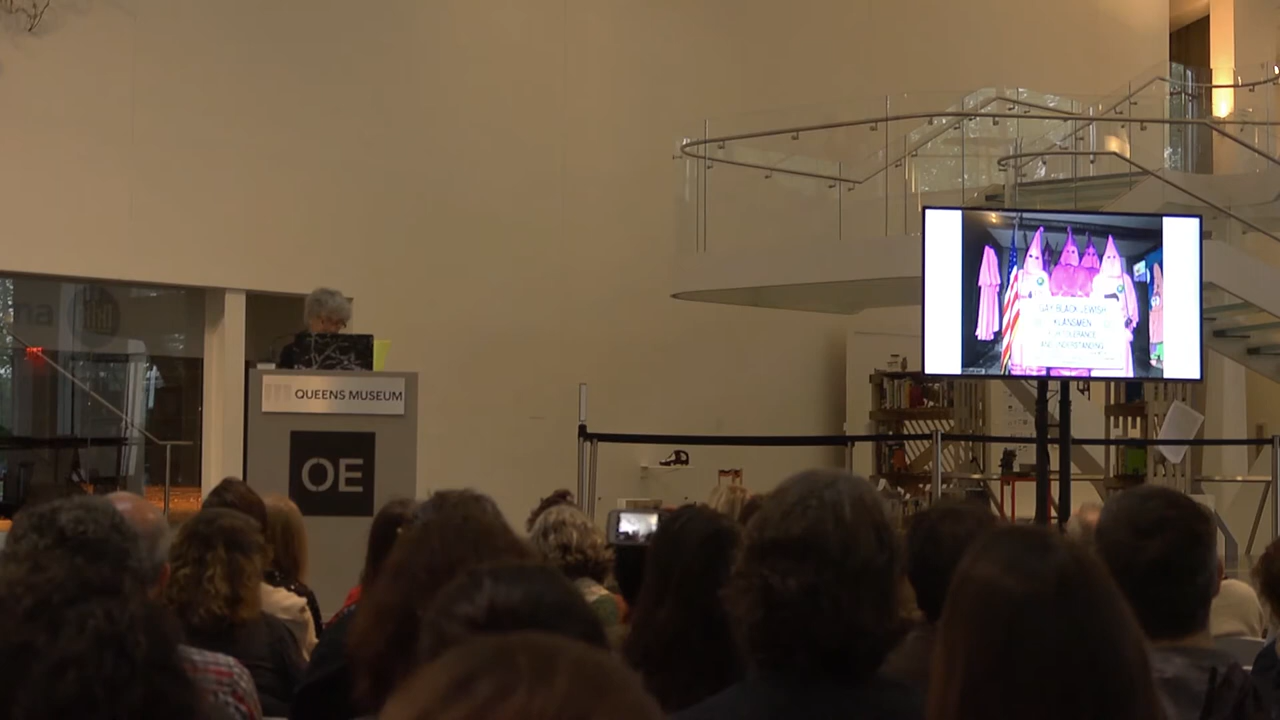 QUEENS MUSEUM
OE
GAY BLACK JEWISH
KLANSMEN
FOR TOLERANCE
AND UNDERSTANDING